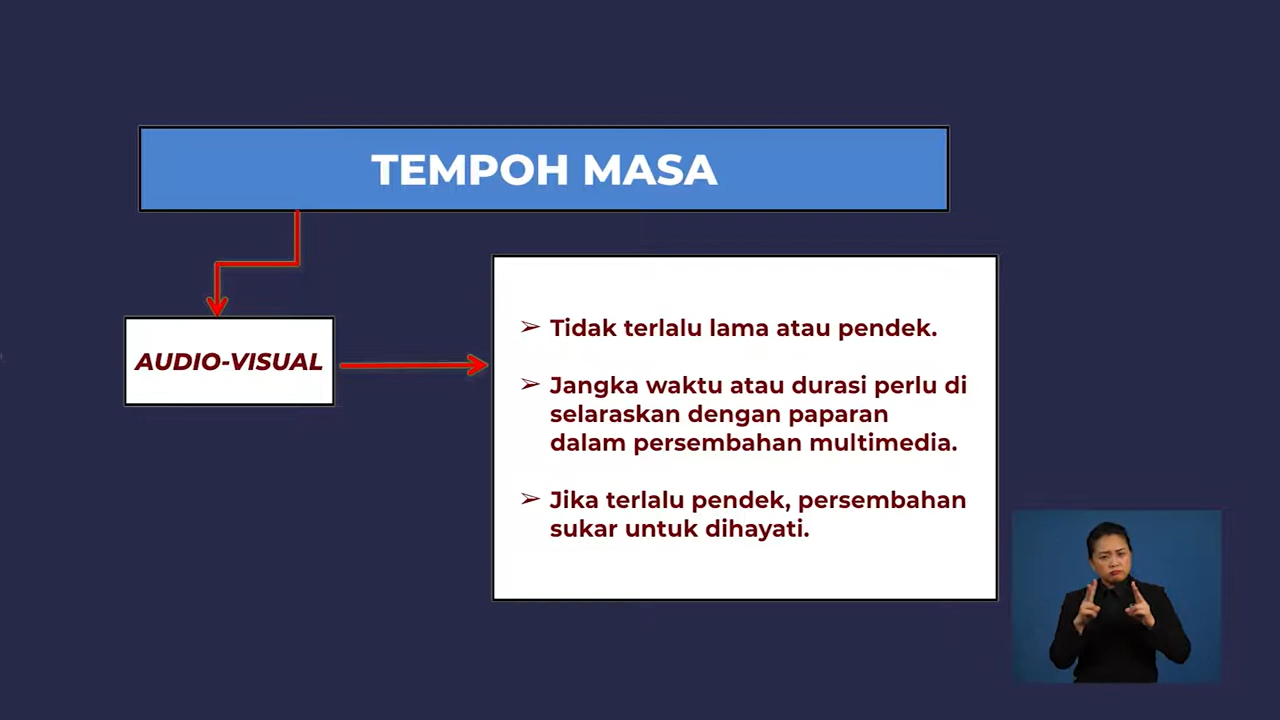 TEMPOH MASA
AUDIO-VISUAL
➢ Tidak terlalu lama atau pendek.
➢ Jangka waktu atau durasi perlu di
selaraskan dengan paparan
dalam persembahan multimedia.
➢ Jika terlalu pendek, persembahan
sukar untuk dihayati.